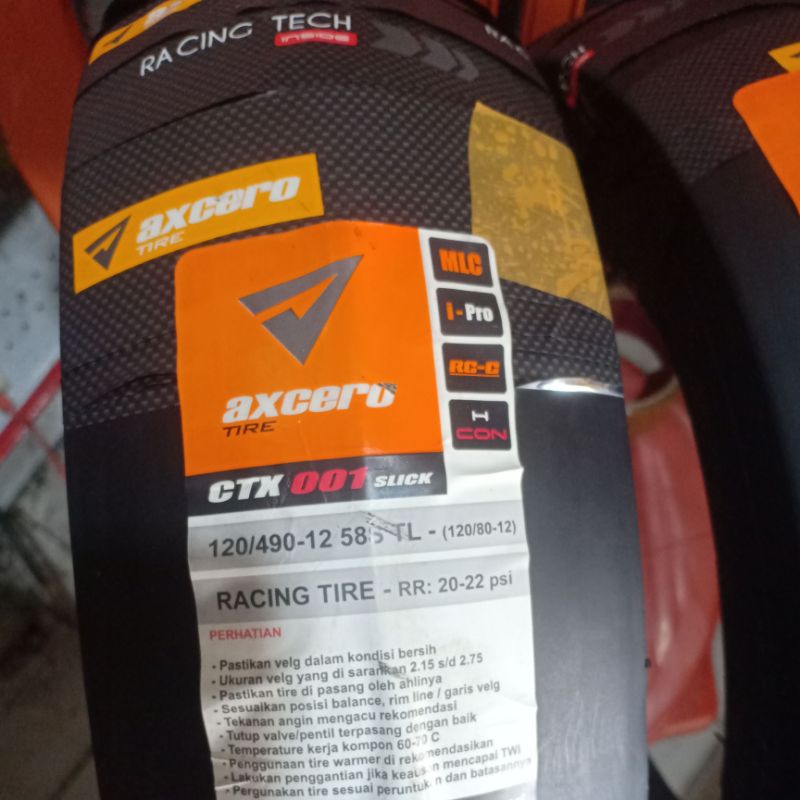 RACING TECH
INSIDE
RAC
axcero
TIRE
MLC
i-Pro
RC-C
H
CON
axcero
TIRE
CTX 001 SLICK
120/490-12 58S TL - (120/80-12)
RACING TIRE - RR: 20-22 psi
PERHATIAN
- Pastikan velg dalam kondisi bersih
- Ukuran velg yang di sarankan 2.15 s/d 2.75
- Pastikan tire di pasang oleh ahlinya
- Sesuaikan posisi balance, rim line / garis velg
- Tekanan angin mengacu rekomendasi
- Tutup valve/pentil terpasang dengan baik
- Temperature kerja kompon 60-70 C
- Penggunaan tire warmer di rekomendasikan
- Lakukan penggantian jika keausan mencapai TWI
- Pergunakan tire sesuai peruntukan dan batasannya